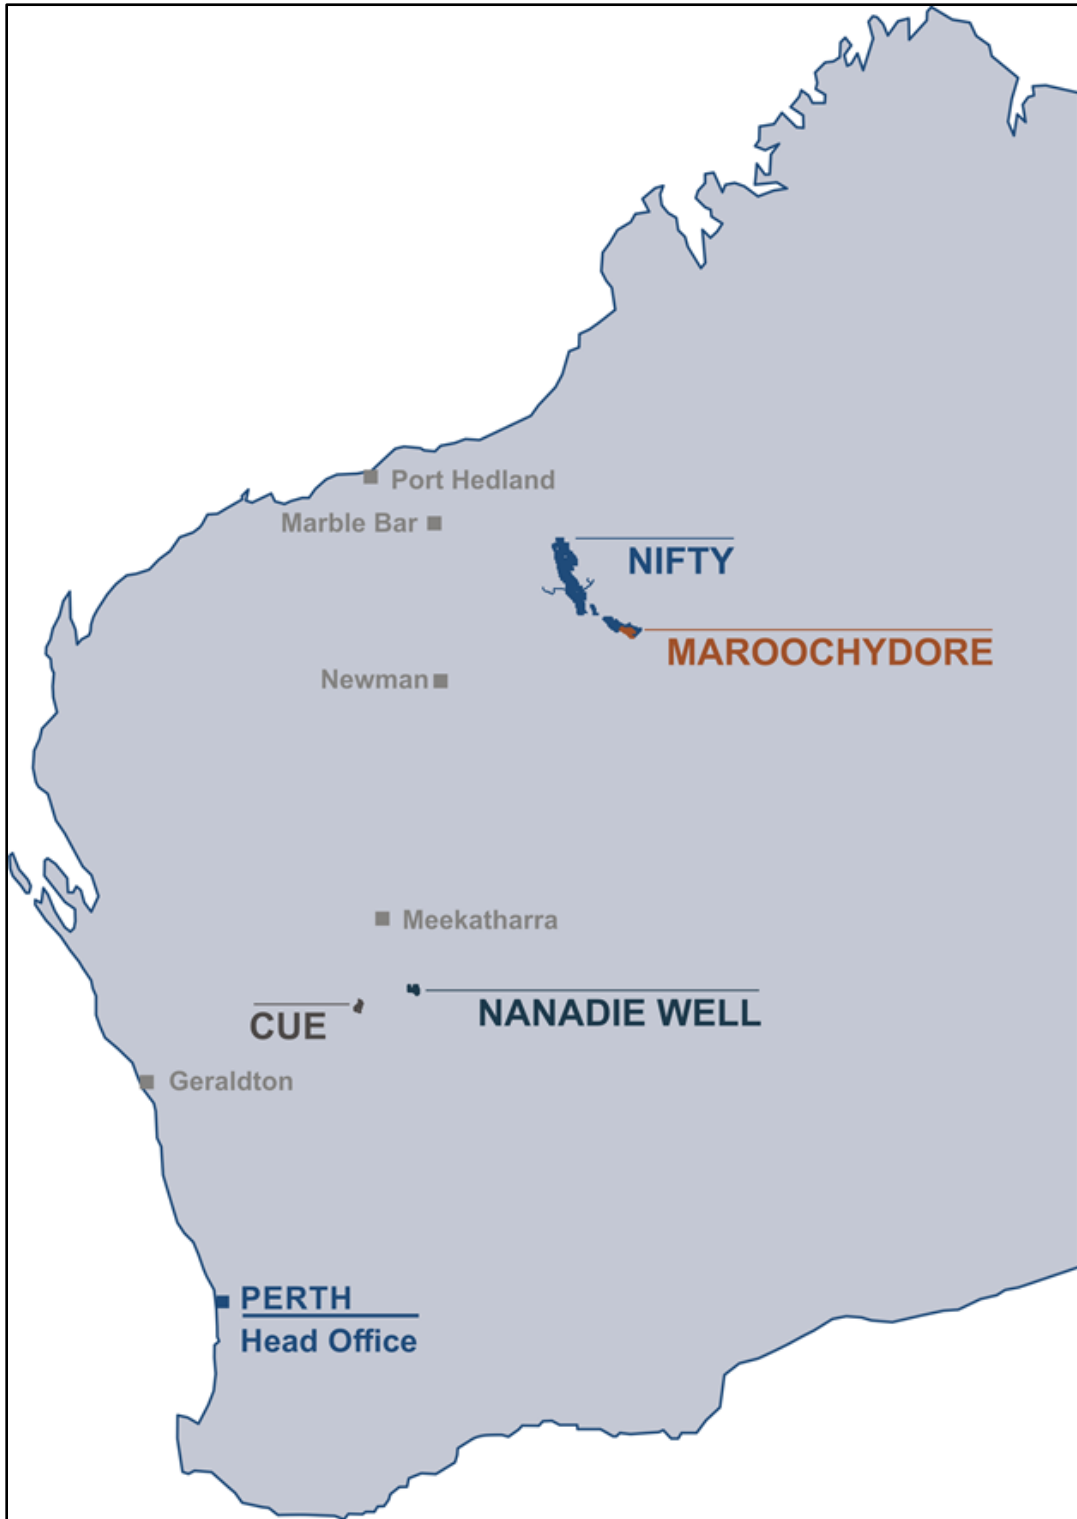 Port Hedland
Marble Bar
NIFTY
MAROOCHYDORE
Newman
Meekatharra
NANADIE WELL
CUE
Geraldton
PERTH
Head Office